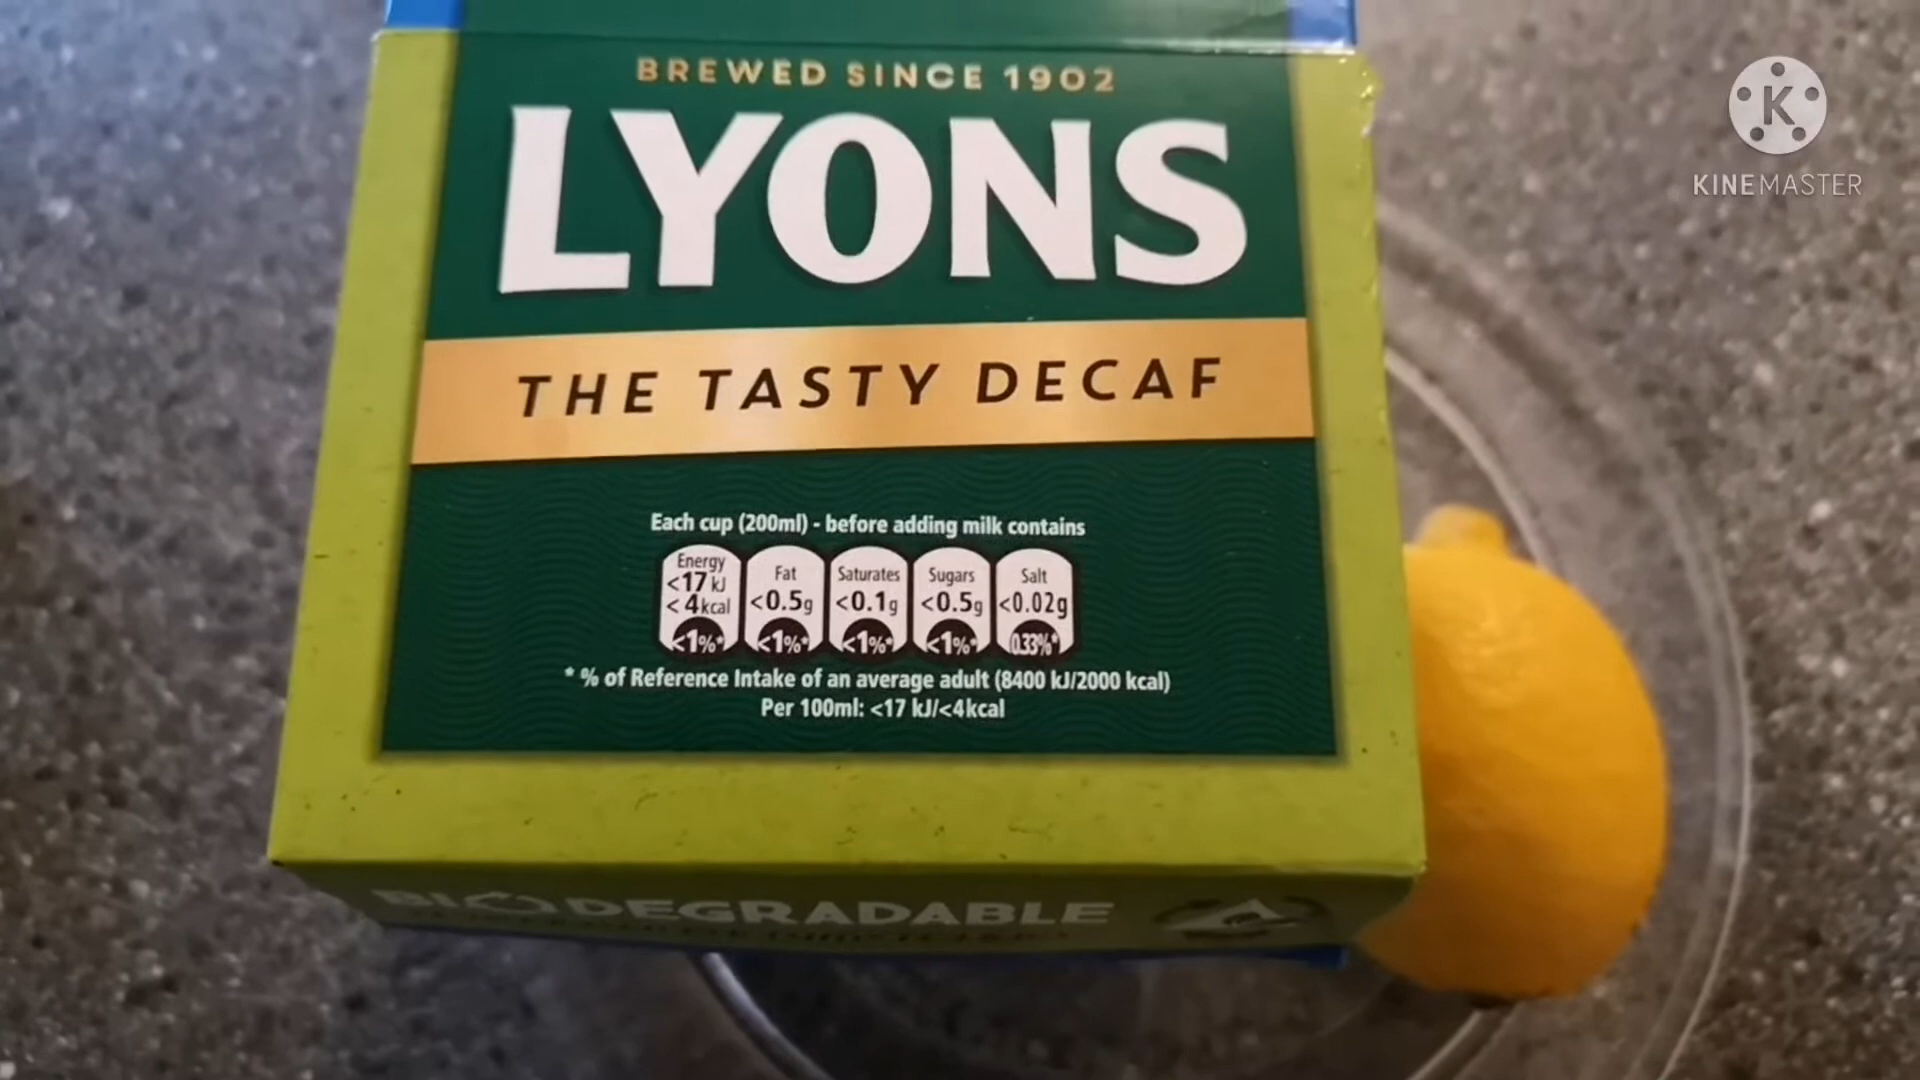 BREWED SINCE 1902
LYONS
THE TASTY DECAF
Each cup (200ml) - before adding milk contains
Energy
<17 kJ
<4kcal
<1%*
Fat
<0.5g
<1%*
Saturates
<0.1g
<1%*
Sugars
<0.5g
<1%*
Salt
<0.02g
0.33%*
* % of Reference Intake of an average adult (8400 kJ/2000 kcal)
Per 100ml: <17 kJ/<4kcal
BIODEGRADABLE
K
KINEMASTER